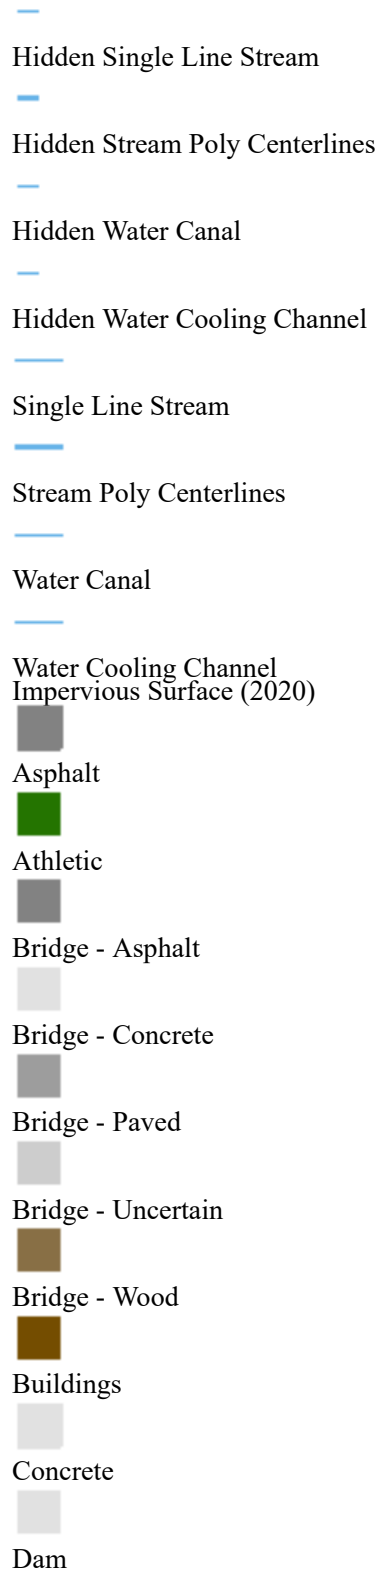 Hidden Single Line Stream
Hidden Stream Poly Centerlines
Hidden Water Canal
Hidden Water Cooling Channel
Single Line Stream
Stream Poly Centerlines
Water Canal
Water Cooling Channel
Impervious Surface (2020)
Asphalt
Athletic
Bridge - Asphalt
Bridge - Concrete
Bridge - Paved
Bridge - Uncertain
Bridge - Wood
Buildings
Concrete
Dam